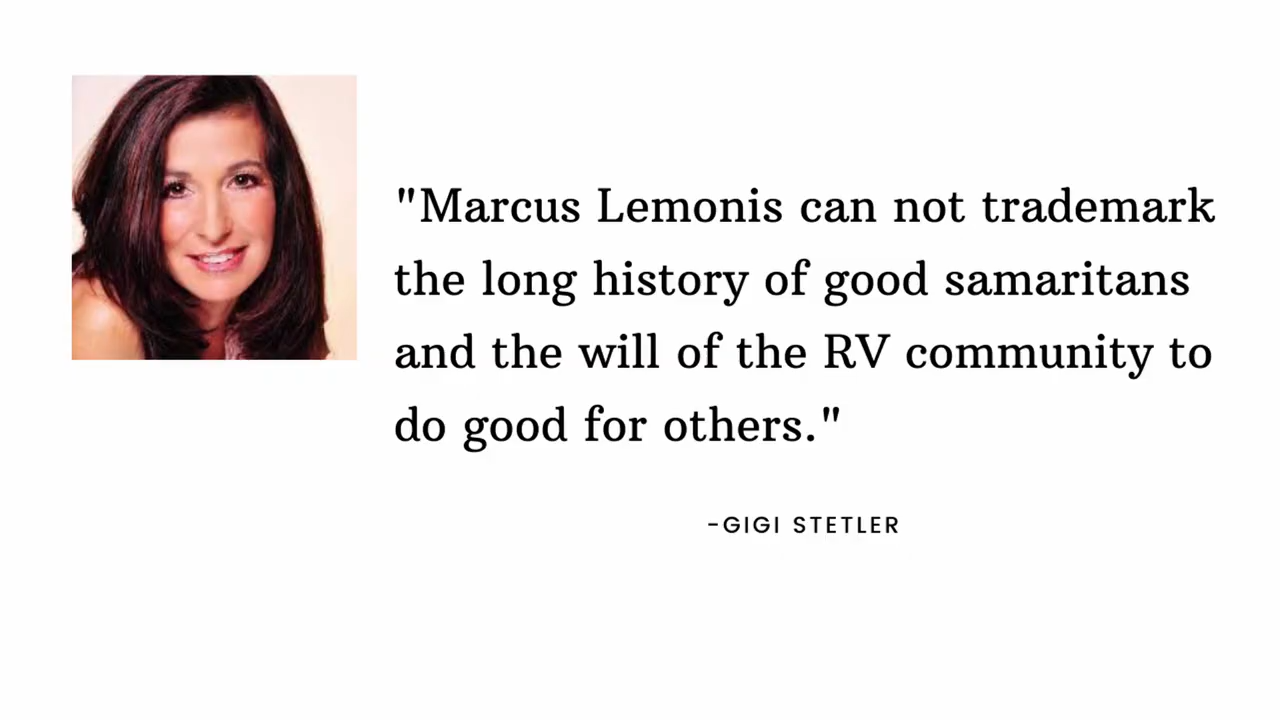 "Marcus Lemonis can not trademark
the long history of good samaritans
and the will of the RV community to
do good for others."
-GIGI STETLER